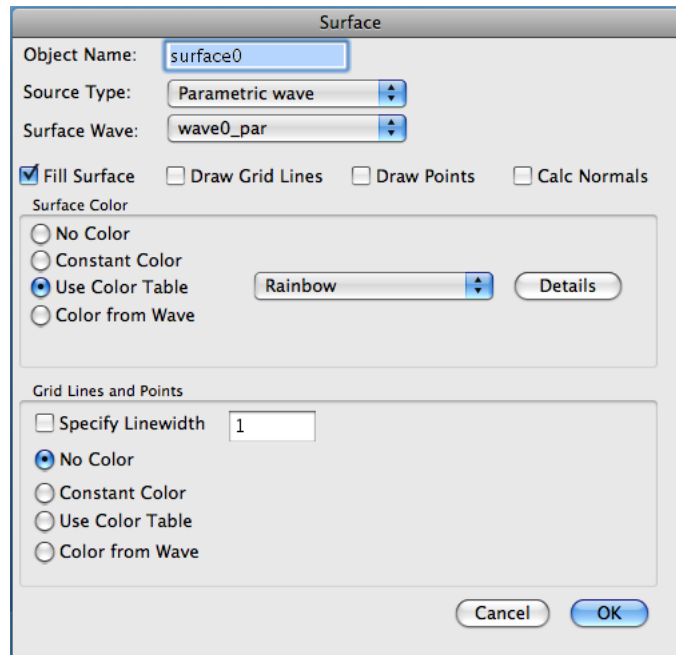 Surface
Object Name: surface0
Source Type: Parametric wave
Surface Wave: wave0_par
Fill Surface Draw Grid Lines Draw Points Calc Normals
Surface Color
No Color
Constant Color
Use Color Table Rainbow Details
Color from Wave
Grid Lines and Points
Specify Linewidth 1
No Color
Constant Color
Use Color Table
Color from Wave
Cancel OK